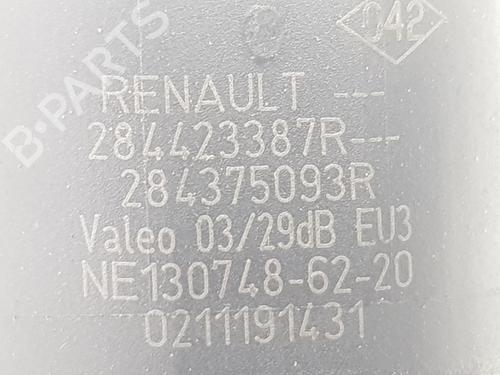 042
B-PARTS
RENAULT ---
284423387R---
284375093R
Valeo 03/29dB EU3
NE130748-62-20
0211191431